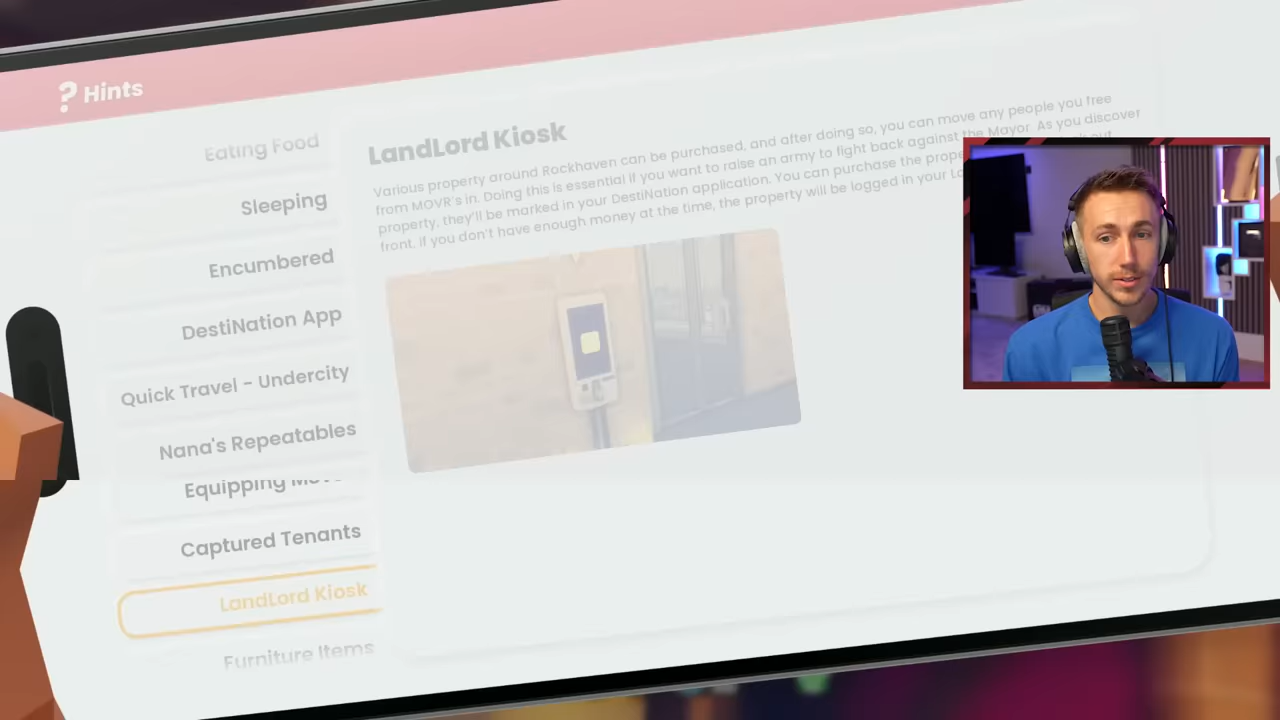 ? Hints
Eating Food
Sleeping
Encumbered
DestiNation App
Quick Travel - Undercity
Nana's Repeatables
Equipping
Captured Tenants
LandLord Kiosk
Furniture Items
LandLord Kiosk
Various property around Rockhaven can be purchased, and after doing so, you can move any people you free
from MOVR's in. Doing this is essential if you want to raise an army to fight back against the Mayor. As you discover
property, they'll be marked in your DestiNation application. You can purchase the out
front, if you don't have enough money at the time, the property will be logged in your